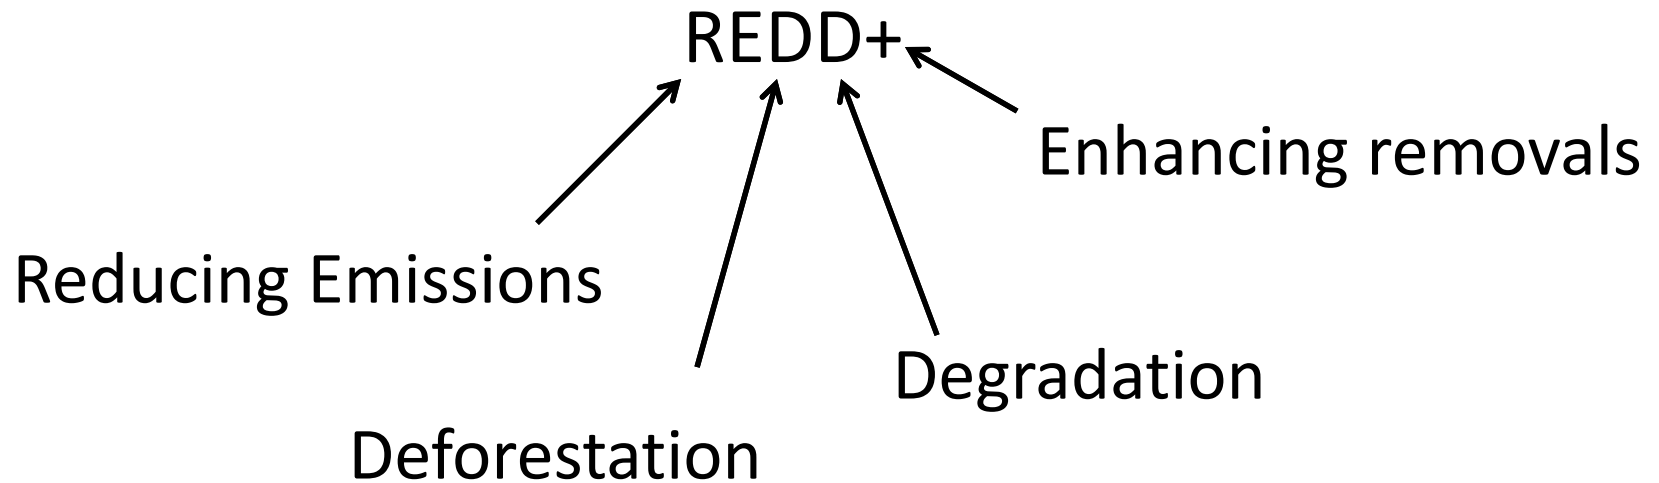 REDD+
Enhancing removals
Reducing Emissions
Degradation
Deforestation